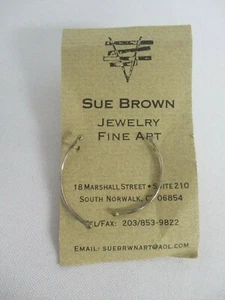 SUE BROWN
JEWELRY
FINE ART
18 MARSHALL STREET • SUITE 210
SOUTH NORWALK, CT 06854
TEL/FAX: 203/853-9822
EMAIL: SUEBRWNART@AOL.COM